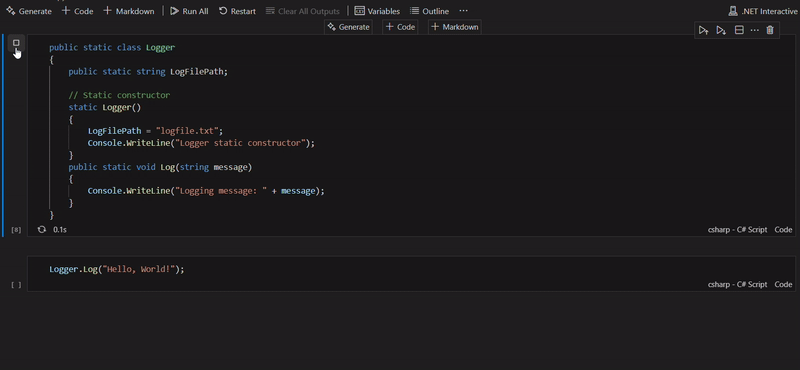 Generate Code Markdown Run All Restart Clear All Outputs Variables Outline ... .NET Interactive
Generate + Code + Markdown
public static class Logger
{
public static string LogFilePath;
// Static constructor
static Logger()
{
LogFilePath = "logfile.txt";
Console.WriteLine("Logger static constructor");
}
public static void Log(string message)
{
Console.WriteLine("Logging message: " + message);
}
}
[8] 0.1s csharp - C# Script Code
Logger.Log("Hello, World!");
[ ] csharp - C# Script Code